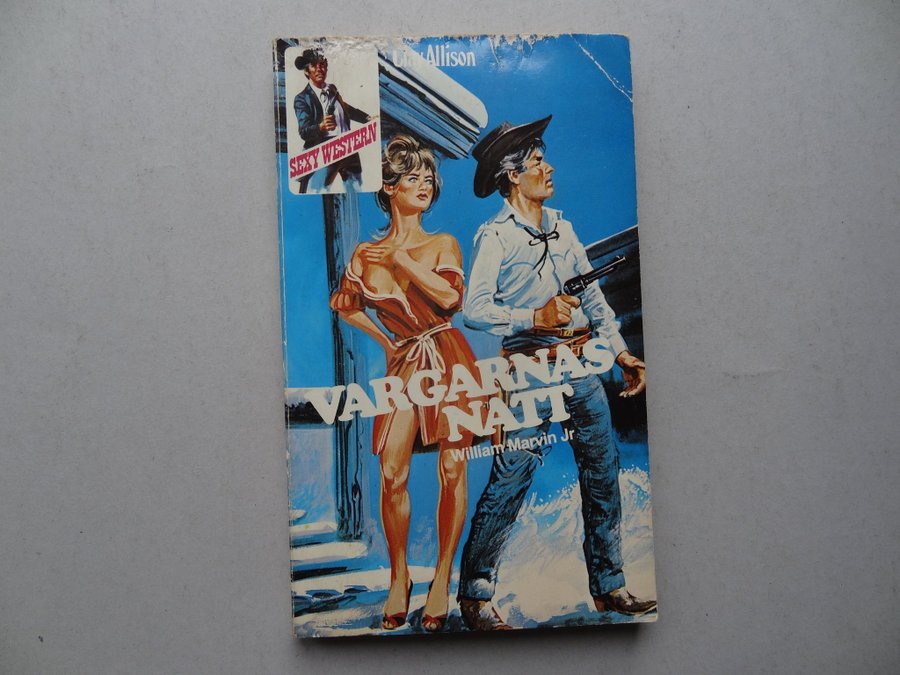 Allison
SEXY WESTERN
VARGARNAS
NATT
William Marvin Jr